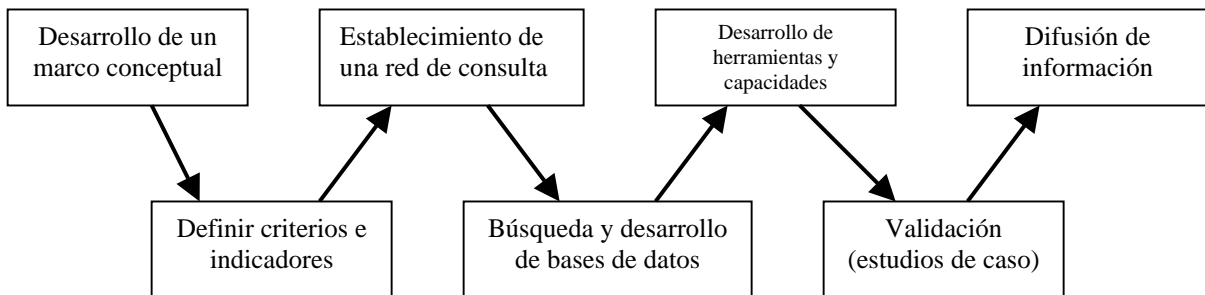 Desarrollo de un
marco conceptual
Establecimiento de
una red de consulta
Desarrollo de
herramientas y
capacidades
Difusión de
información
Definir criterios e
indicadores
Búsqueda y desarrollo
de bases de datos
Validación
(estudios de caso)